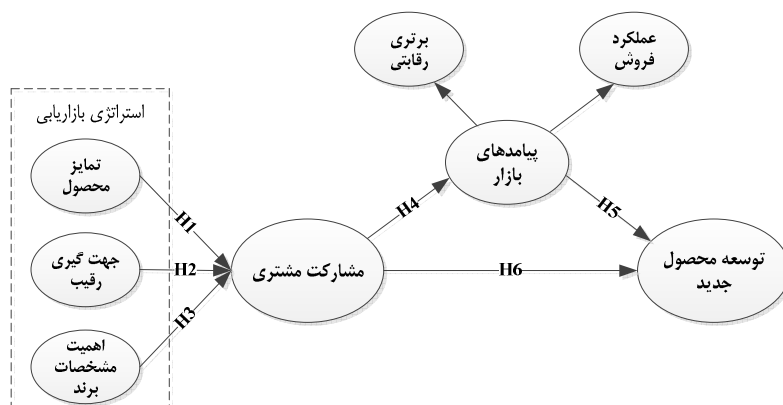 برتری
رقابتی
عملکرد
فروش
استراتژی بازاریابی
تمایز
محصول
پیامدهای
بازار
H1
H4
H5
جهت گیری
رقیب
H2
مشارکت مشتری
H6
توسعه محصول
جدید
H3
اهمیت
مشخصات
برند